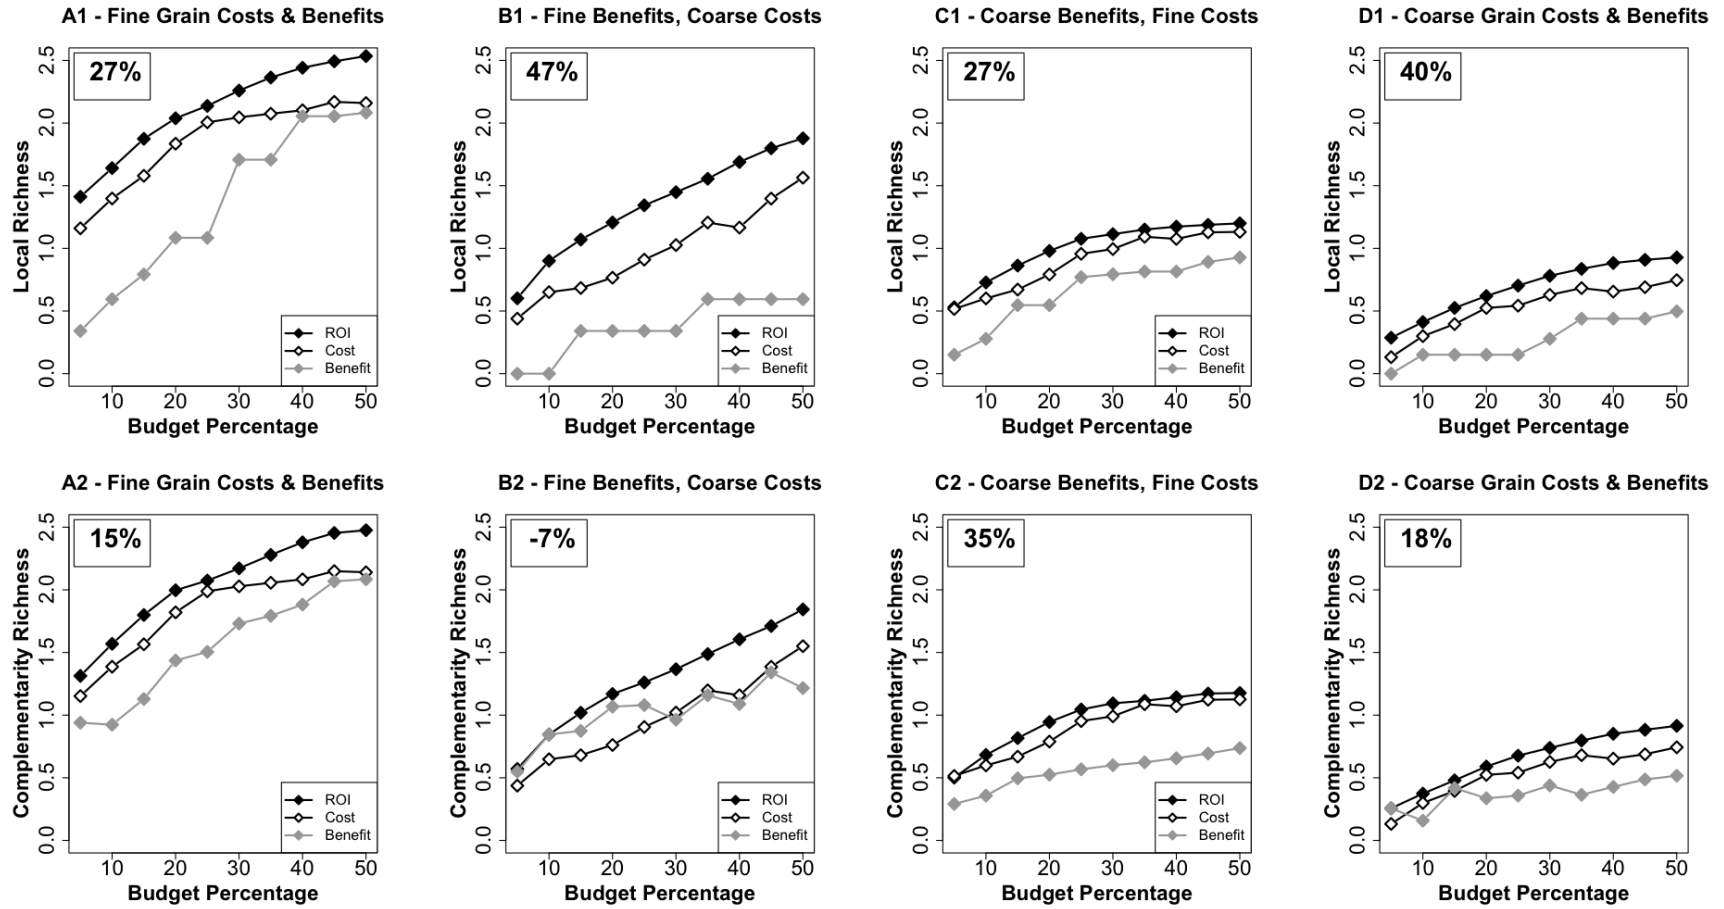 A1 - Fine Grain Costs & Benefits
27%
Local Richness
0.0 0.5 1.0 1.5 2.0 2.5
ROI
Cost
Benefit
10 20 30 40 50
Budget Percentage
B1 - Fine Benefits, Coarse Costs
47%
Local Richness
0.0 0.5 1.0 1.5 2.0 2.5
ROI
Cost
Benefit
10 20 30 40 50
Budget Percentage
C1 - Coarse Benefits, Fine Costs
27%
Local Richness
0.0 0.5 1.0 1.5 2.0 2.5
ROI
Cost
Benefit
10 20 30 40 50
Budget Percentage
D1 - Coarse Grain Costs & Benefits
40%
Local Richness
0.0 0.5 1.0 1.5 2.0 2.5
10 20 30 40 50
Budget Percentage
A2 - Fine Grain Costs & Benefits
15%
Complementarity Richness
0.0 0.5 1.0 1.5 2.0 2.5
ROI
Cost
Benefit
10 20 30 40 50
Budget Percentage
B2 - Fine Benefits, Coarse Costs
-7%
Complementarity Richness
0.0 0.5 1.0 1.5 2.0 2.5
ROI
Cost
Benefit
10 20 30 40 50
Budget Percentage
C2 - Coarse Benefits, Fine Costs
35%
Complementarity Richness
0.0 0.5 1.0 1.5 2.0 2.5
ROI
Cost
Benefit
10 20 30 40 50
Budget Percentage
D2 - Coarse Grain Costs & Benefits
18%
Complementarity Richness
0.0 0.5 1.0 1.5 2.0 2.5
10 20 30 40 50
Budget Percentage